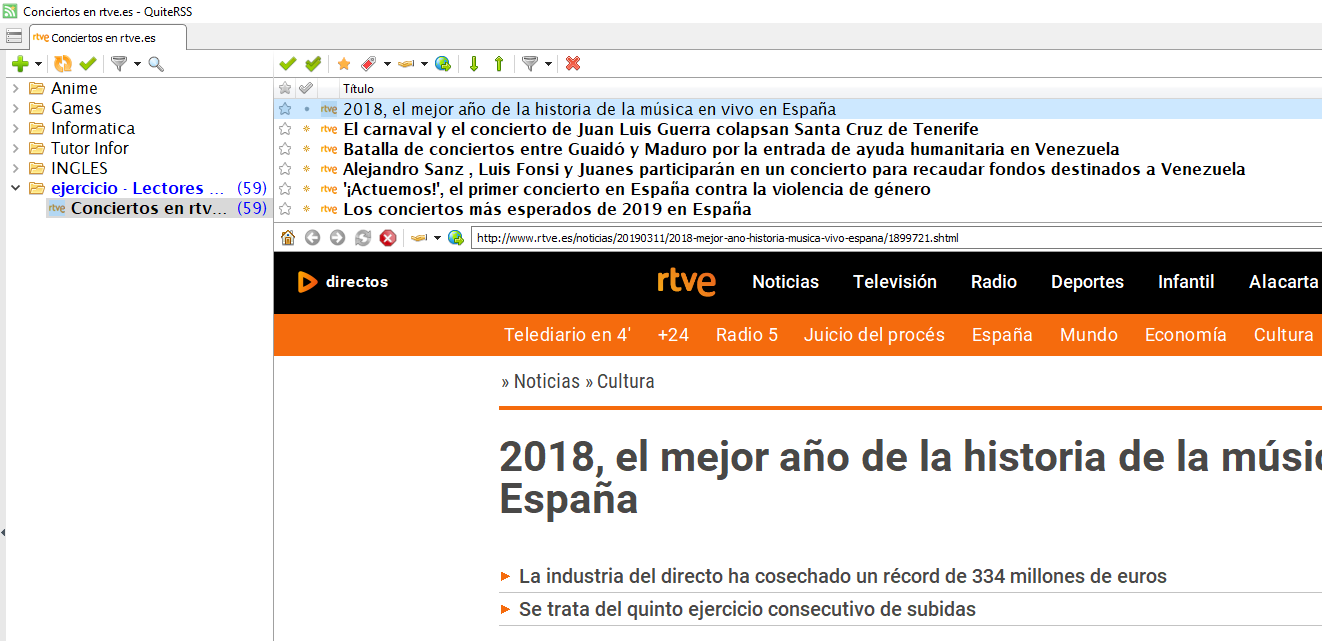 Conciertos en rtve.es - QuiteRSS
rtve Conciertos en rtve.es
Anime
Games
Informatica
Tutor Infor
INGLES
ejercicio - Lectores ... (59)
rtve Conciertos en rtv... (59)
Título
rtve 2018, el mejor año de la historia de la música en vivo en España
rtve El carnaval y el concierto de Juan Luis Guerra colapsan Santa Cruz de Tenerife
rtve Batalla de conciertos entre Guaidó y Maduro por la entrada de ayuda humanitaria en Venezuela
rtve Alejandro Sanz , Luis Fonsi y Juanes participarán en un concierto para recaudar fondos destinados a Venezuela
rtve '¡Actuemos!', el primer concierto en España contra la violencia de género
rtve Los conciertos más esperados de 2019 en España
http://www.rtve.es/noticias/20190311/2018-mejor-ano-historia-musica-vivo-espana/1899721.shtml
directos rtve Noticias Televisión Radio Deportes Infantil Alacarta
Telediario en 4' +24 Radio 5 Juicio del procés España Mundo Economía Cultura
» Noticias » Cultura
2018, el mejor año de la historia de la músic
España
La industria del directo ha cosechado un récord de 334 millones de euros
Se trata del quinto ejercicio consecutivo de subidas